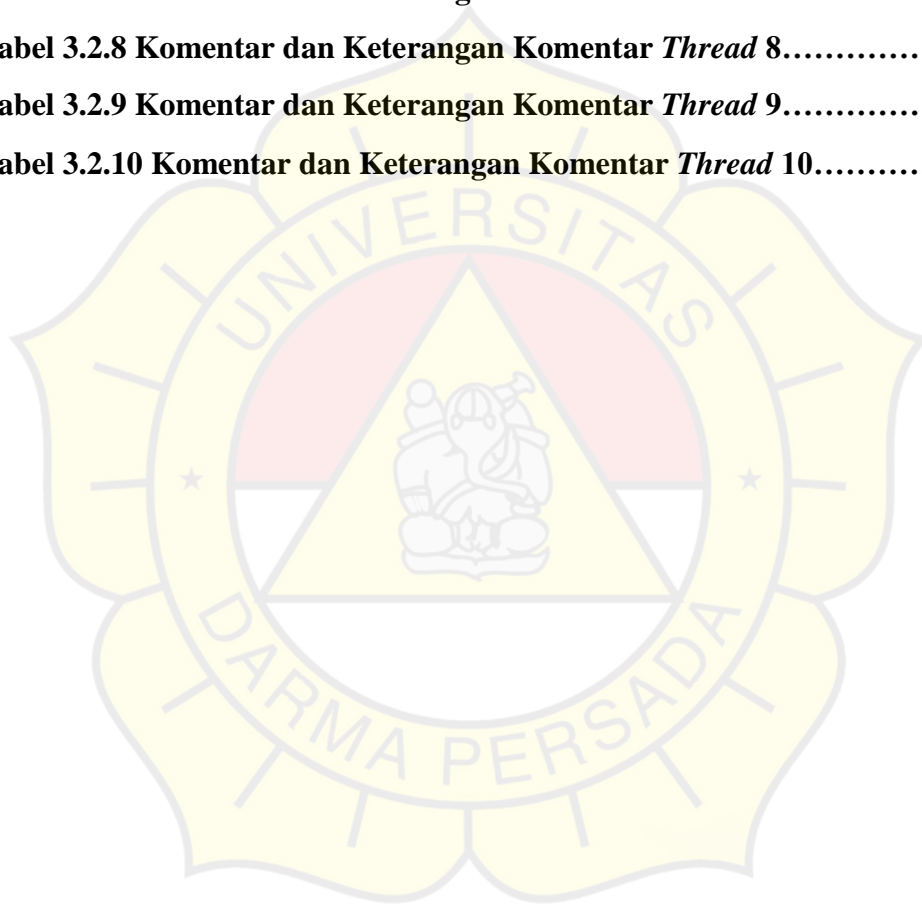 abel 3.2.8 Komentar dan Keterangan Komentar Thread 8…………..
abel 3.2.9 Komentar dan Keterangan Komentar Thread 9…………..
abel 3.2.10 Komentar dan Keterangan Komentar Thread 10……….
UNIVERSITAS
DARMA PERSADA